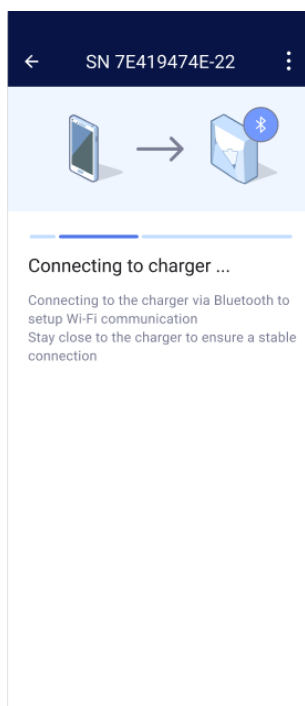 SN 7E419474E-22
Connecting to charger ...
Connecting to the charger via Bluetooth to
setup Wi-Fi communication
Stay close to the charger to ensure a stable
connection